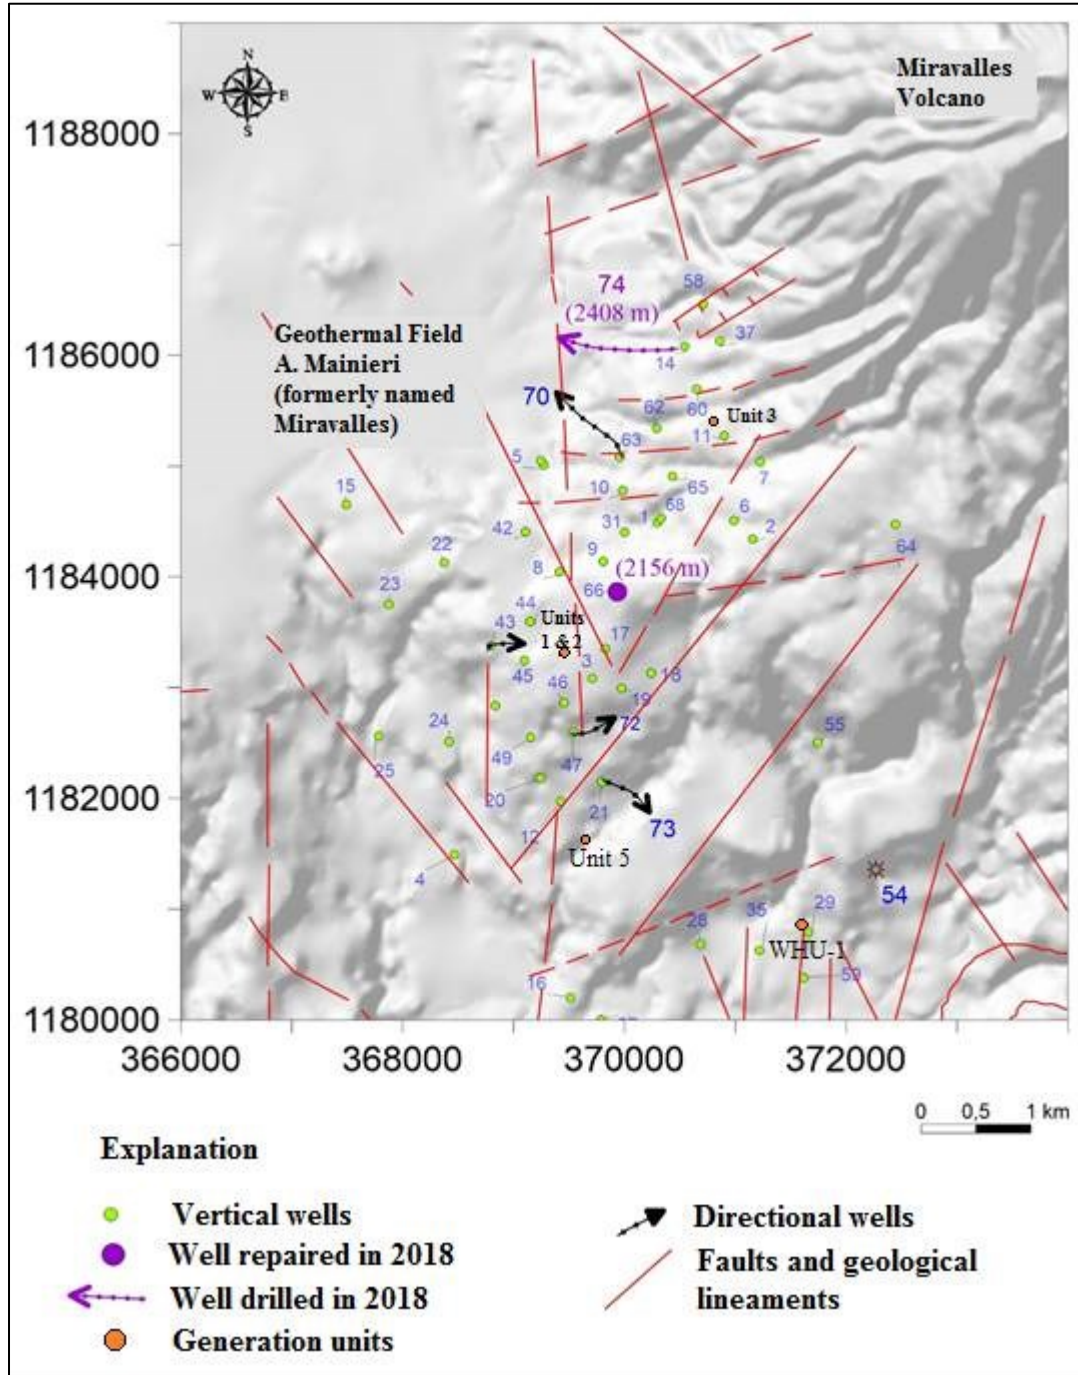 N
W E
S
Miravalles
Volcano
1188000
74
(2408 m)
58
37
14
Geothermal Field
A. Mainieri
(formerly named
Miravalles)
1186000
70
62
60
Unit 3
11
63
5
7
15
10
65
68
1
6
2
42
31
64
22
9
(2156 m)
8
66
1184000
23
44
43
Units
1 & 2
17
3
18
45
46
19
72
24
55
25
49
47
20
1182000
21
73
12
Unit 5
4
54
28
35
29
WHU-1
59
16
1180000
366000
368000
370000
372000
0 0,5 1 km
Explanation
Vertical wells
Well repaired in 2018
Well drilled in 2018
Generation units
Directional wells
Faults and geological
lineaments